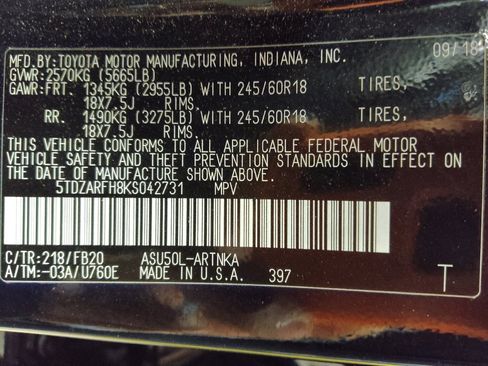 MFD.BY:TOYOTA MOTOR MANUFACTURING, INDIANA, INC. 09/18
GVWR:2570KG (5665LB)
GAWR:FRT. 1345KG (2955LB) WITH 245/60R18 TIRES,
18X7.5J RIMS.
RR. 1490KG (3275LB) WITH 245/60R18 TIRES,
18X7.5J RIMS.
THIS VEHICLE CONFORMS TO ALL APPLICABLE FEDERAL MOTOR
VEHICLE SAFETY AND THEFT PREVENTION STANDARDS IN EFFECT ON
THE DATE OF MANUFACTURE SHOWN ABOVE.
5TDZARFH8KS042731 MPV
C/TR:218/FB20 ASU50L-ARTNKA
A/TM:-03A/U760E MADE IN U.S.A. 397 T